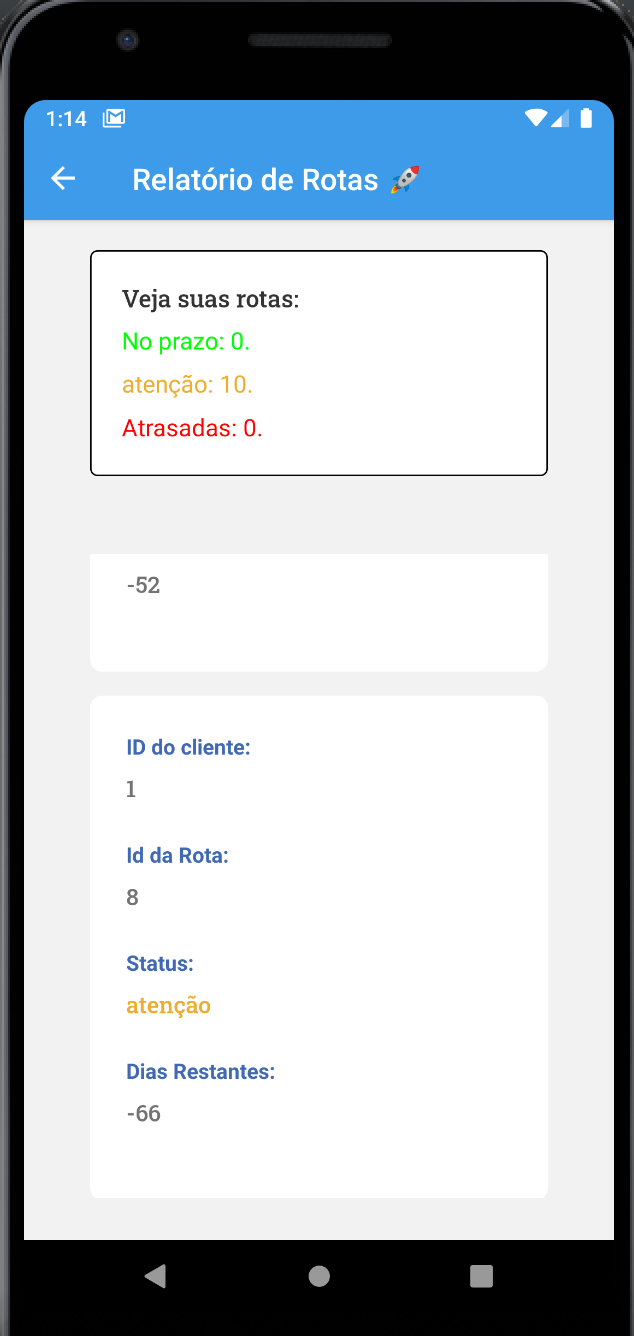 1:14
Relatório de Rotas 🚀
Veja suas rotas:
No prazo: 0.
atenção: 10.
Atrasadas: 0.
-52
ID do cliente:
1
Id da Rota:
8
Status:
atenção
Dias Restantes:
-66